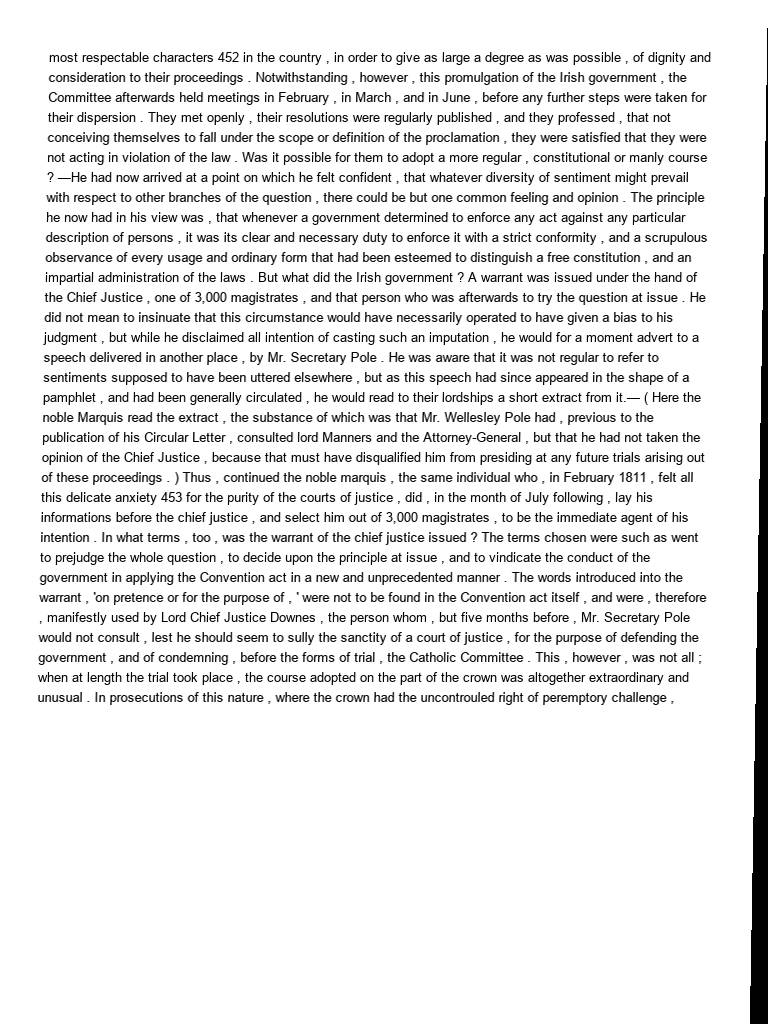 most respectable characters 452 in the country , in order to give as large a degree as was possible , of dignity and
consideration to their proceedings . Notwithstanding , however , this promulgation of the Irish government , the
Committee afterwards held meetings in February , in March , and in June , before any further steps were taken for
their dispersion . They met openly , their resolutions were regularly published , and they professed , that not
conceiving themselves to fall under the scope or definition of the proclamation , they were satisfied that they were
not acting in violation of the law . Was it possible for them to adopt a more regular , constitutional or manly course
? —He had now arrived at a point on which he felt confident , that whatever diversity of sentiment might prevail
with respect to other branches of the question , there could be but one common feeling and opinion . The principle
he now had in his view was , that whenever a government determined to enforce any act against any particular
description of persons , it was its clear and necessary duty to enforce it with a strict conformity , and a scrupulous
observance of every usage and ordinary form that had been esteemed to distinguish a free constitution , and an
impartial administration of the laws . But what did the Irish government ? A warrant was issued under the hand of
the Chief Justice , one of 3,000 magistrates , and that person who was afterwards to try the question at issue . He
did not mean to insinuate that this circumstance would have necessarily operated to have given a bias to his
judgment , but while he disclaimed all intention of casting such an imputation , he would for a moment advert to a
speech delivered in another place , by Mr. Secretary Pole . He was aware that it was not regular to refer to
sentiments supposed to have been uttered elsewhere , but as this speech had since appeared in the shape of a
pamphlet , and had been generally circulated , he would read to their lordships a short extract from it.— ( Here the
noble Marquis read the extract , the substance of which was that Mr. Wellesley Pole had , previous to the
publication of his Circular Letter , consulted lord Manners and the Attorney-General , but that he had not taken the
opinion of the Chief Justice , because that must have disqualified him from presiding at any future trials arising out
of these proceedings . ) Thus , continued the noble marquis , the same individual who , in February 1811 , felt all
this delicate anxiety 453 for the purity of the courts of justice , did , in the month of July following , lay his
informations before the chief justice , and select him out of 3,000 magistrates , to be the immediate agent of his
intention . In what terms , too , was the warrant of the chief justice issued ? The terms chosen were such as went
to prejudge the whole question , to decide upon the principle at issue , and to vindicate the conduct of the
government in applying the Convention act in a new and unprecedented manner . The words introduced into the
warrant , 'on pretence or for the purpose of , ' were not to be found in the Convention act itself , and were , therefore
, manifestly used by Lord Chief Justice Downes , the person whom , but five months before , Mr. Secretary Pole
would not consult , lest he should seem to sully the sanctity of a court of justice , for the purpose of defending the
government , and of condemning , before the forms of trial , the Catholic Committee . This , however , was not all ;
when at length the trial took place , the course adopted on the part of the crown was altogether extraordinary and
unusual . In prosecutions of this nature , where the crown had the uncontrouled right of peremptory challenge ,